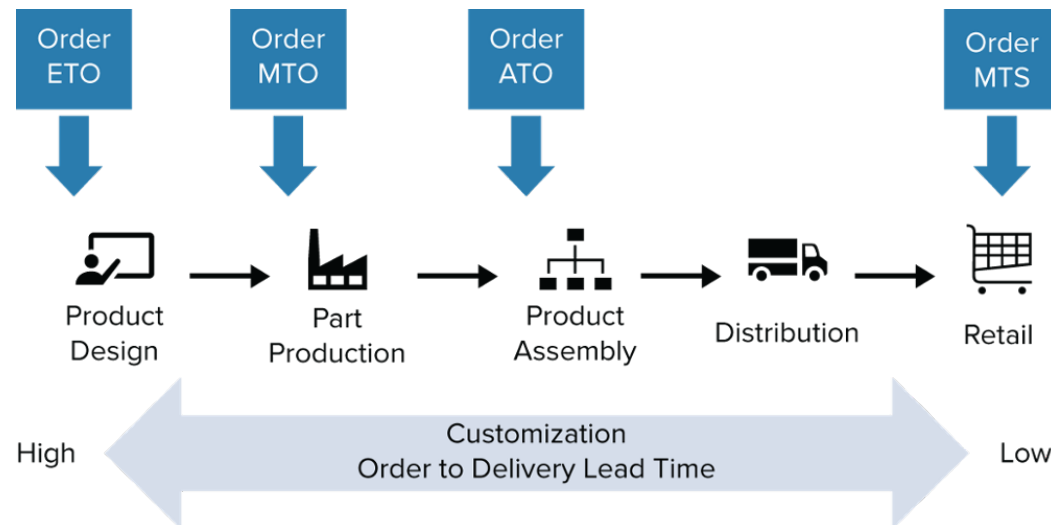 Order
ETO
Order
MTO
Order
ATO
Order
MTS
Product
Design
Part
Production
Product
Assembly
Distribution
Retail
High
Customization
Order to Delivery Lead Time
Low